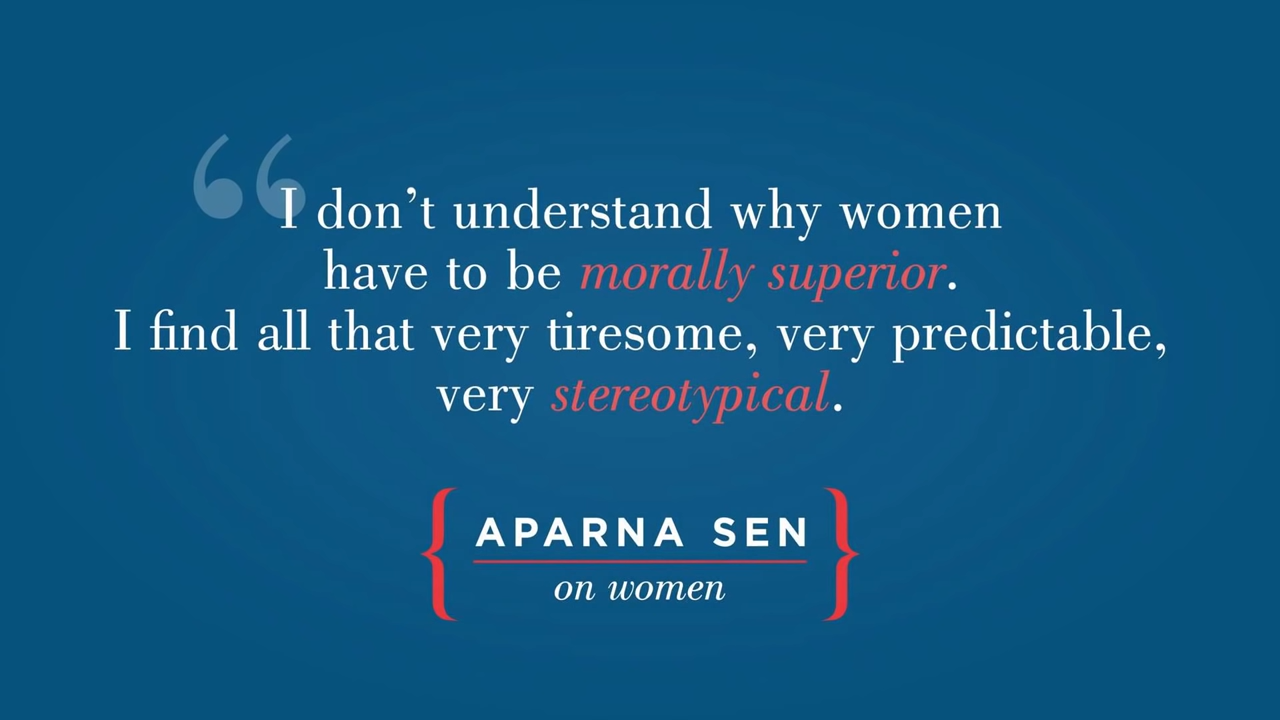 “I don’t understand why women
have to be morally superior.
I find all that very tiresome, very predictable,
very stereotypical.
{ APARNA SEN }
on women